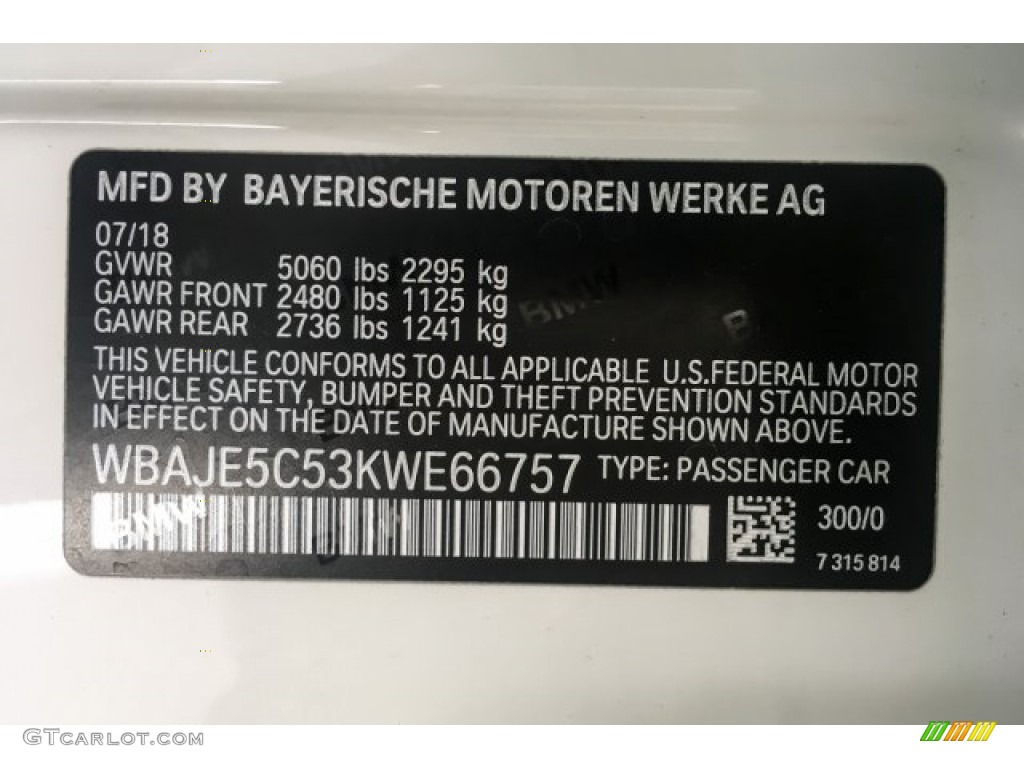 MFD BY BAYERISCHE MOTOREN WERKE AG
07/18
GVWR 5060 lbs 2295 kg
GAWR FRONT 2480 lbs 1125 kg
GAWR REAR 2736 lbs 1241 kg
THIS VEHICLE CONFORMS TO ALL APPLICABLE U.S.FEDERAL MOTOR
VEHICLE SAFETY, BUMPER AND THEFT PREVENTION STANDARDS
IN EFFECT ON THE DATE OF MANUFACTURE SHOWN ABOVE.
WBAJE5C53KWE66757 TYPE: PASSENGER CAR
300/0
7 315 814
BMW
BMW
B
GTCarLot.com